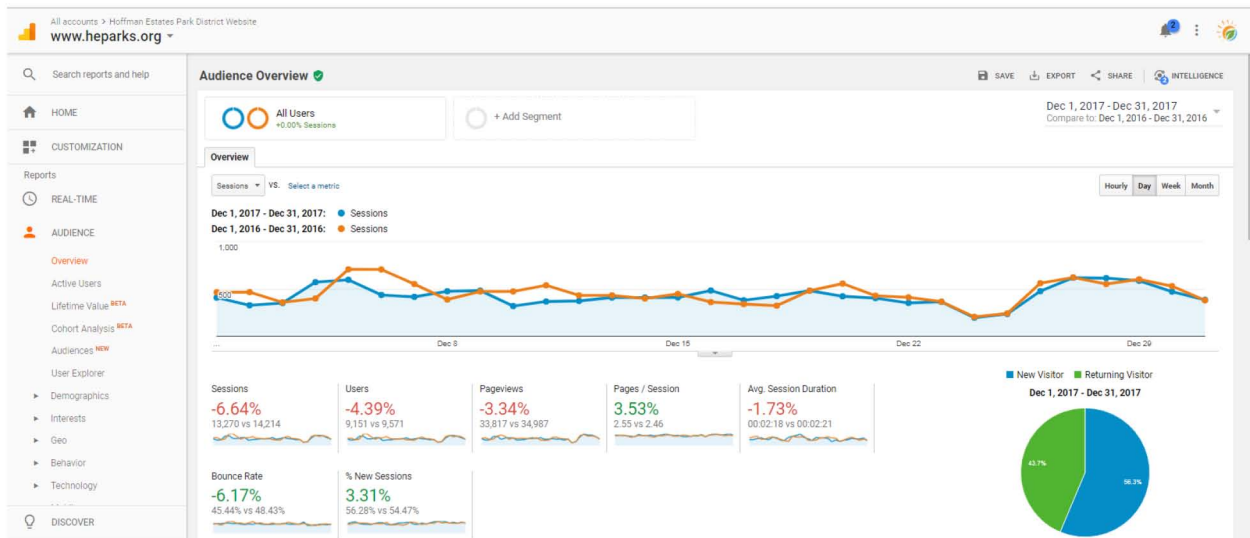 All accounts > Hoffman Estates Park District Website
www.heparks.org
2
Search reports and help
HOME
CUSTOMIZATION
Reports
REAL-TIME
AUDIENCE
Overview
Active Users
Lifetime Value BETA
Cohort Analysis BETA
Audiences NEW
User Explorer
Demographics
Interests
Geo
Behavior
Technology
DISCOVER
Audience Overview
SAVE EXPORT SHARE INTELLIGENCE
All Users
+0.00% Sessions
+ Add Segment
Dec 1, 2017 - Dec 31, 2017
Compare to: Dec 1, 2016 - Dec 31, 2016
Overview
Sessions VS. Select a metric
Hourly Day Week Month
Dec 1, 2017 - Dec 31, 2017: Sessions
Dec 1, 2016 - Dec 31, 2016: Sessions
1,000
500
... Dec 8 Dec 15 Dec 22 Dec 29
Sessions
-6.64%
13,270 vs 14,214
Users
-4.39%
9,151 vs 9,571
Pageviews
-3.34%
33,817 vs 34,987
Pages / Session
3.53%
2.55 vs 2.46
Avg. Session Duration
-1.73%
00:02:18 vs 00:02:21
Bounce Rate
-6.17%
45.44% vs 48.43%
% New Sessions
3.31%
56.28% vs 54.47%
New Visitor Returning Visitor
Dec 1, 2017 - Dec 31, 2017
43.7%
56.3%